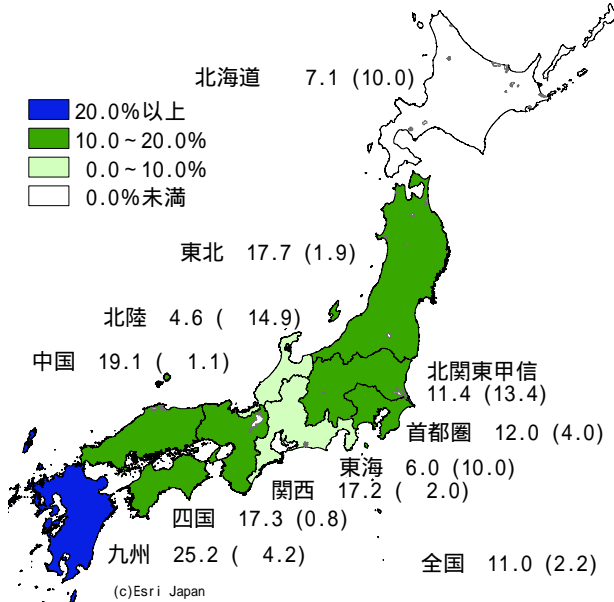 北海道 7.1 (10.0)
20.0%以上
10.0~20.0%
0.0~10.0%
0.0%未満
東北 17.7 (1.9)
北陸 4.6 ( 14.9)
中国 19.1 ( 1.1)
北関東甲信
11.4 (13.4)
首都圏 12.0 (4.0)
東海 6.0 (10.0)
関西 17.2 ( 2.0)
四国 17.3 (0.8)
九州 25.2 ( 4.2)
全国 11.0 (2.2)
(c)Esri Japan